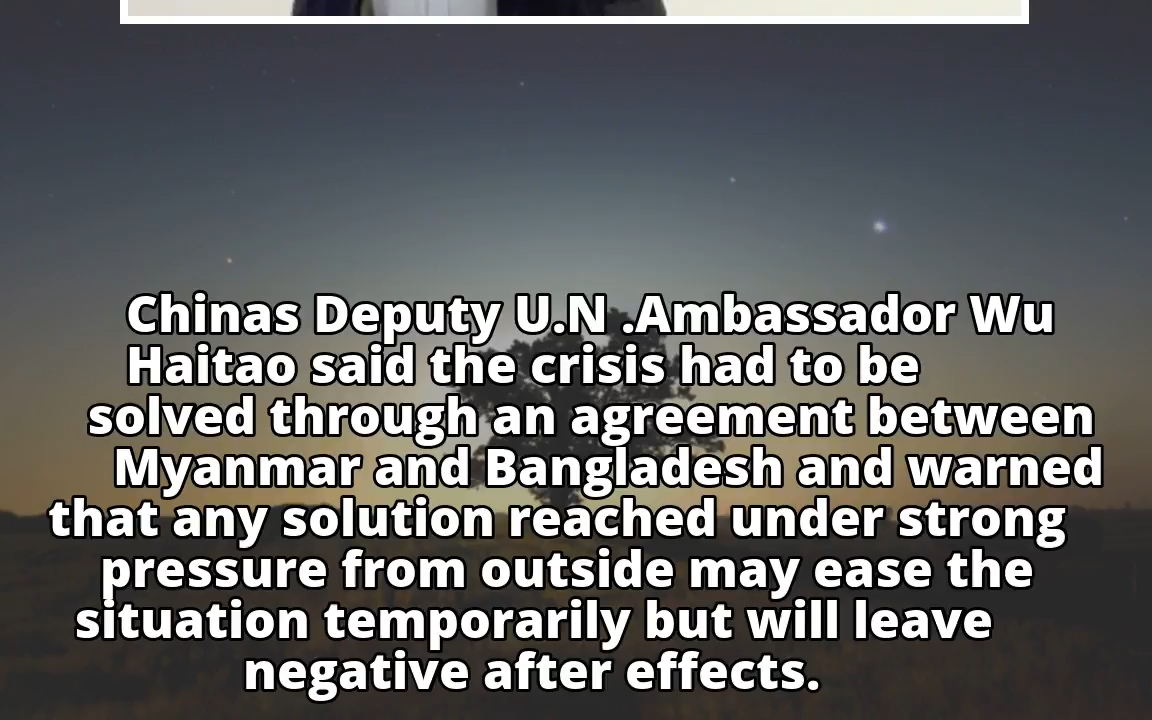 Chinas Deputy U.N .Ambassador Wu
Haitao said the crisis had to be
solved through an agreement between
Myanmar and Bangladesh and warned
that any solution reached under strong
pressure from outside may ease the
situation temporarily but will leave
negative after effects.